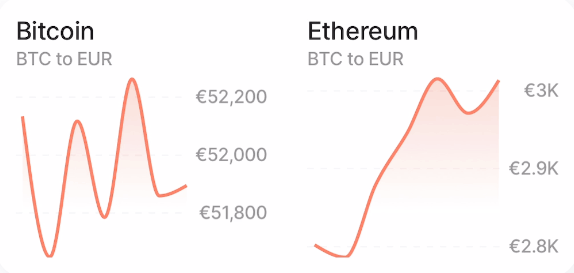 Bitcoin
BTC to EUR
€52,200
€52,000
€51,800
Ethereum
BTC to EUR
€3K
€2.9K
€2.8K